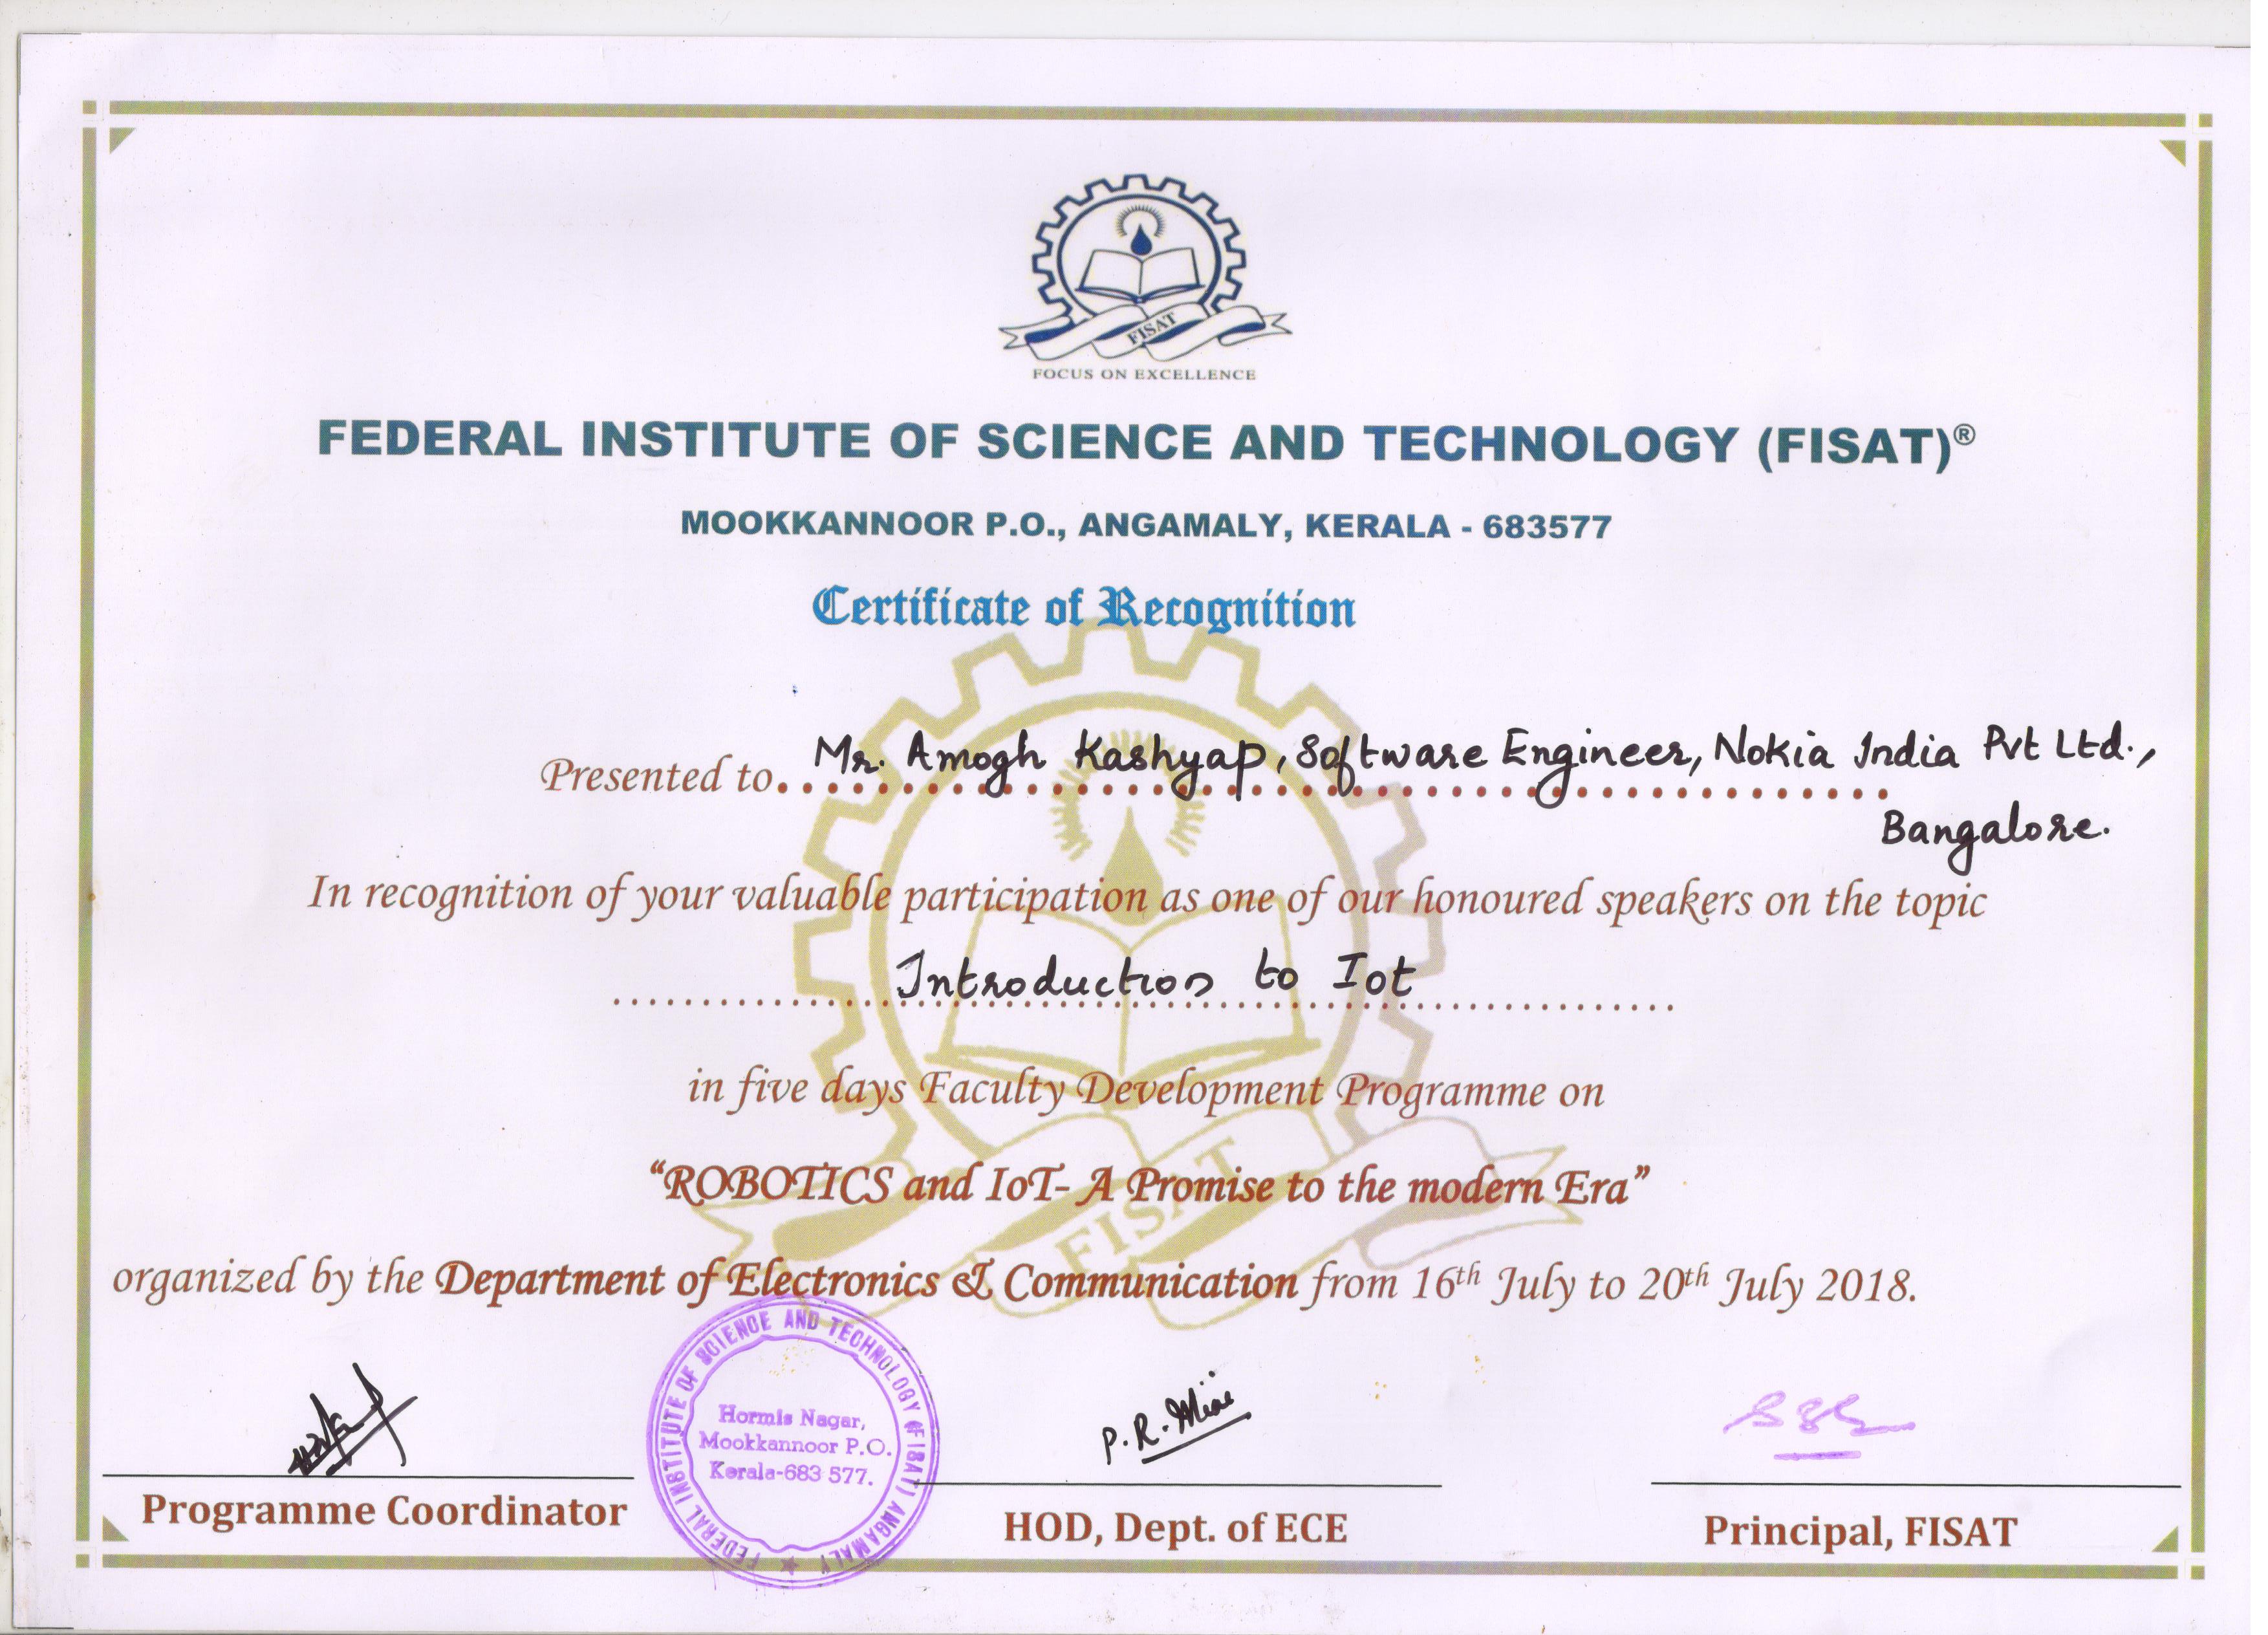 FISAT
FOCUS ON EXCELLENCE
FEDERAL INSTITUTE OF SCIENCE AND TECHNOLOGY (FISAT)®
MOOKKANNOOR P.O., ANGAMALY, KERALA - 683577
Certificate of Recognition
Presented to Mr. Amogh Kashyap, Software Engineer, Nokia India Pvt Ltd.,
Bangalore.
In recognition of your valuable participation as one of our honoured speakers on the topic
Introduction to Iot
in five days Faculty Development Programme on
“ROBOTICS and IoT- A Promise to the modern Era”
FISAT
organized by the Department of Electronics & Communication from 16th July to 20th July 2018.
FEDERAL INSTITUTE OF SCIENCE AND TECHNOLOGY (FISAT) ANGAMALY
Hormis Nagar,
Mookkannoor P.O.
Kerala-683 577.
P.R.
Programme Coordinator
HOD, Dept. of ECE
Principal, FISAT